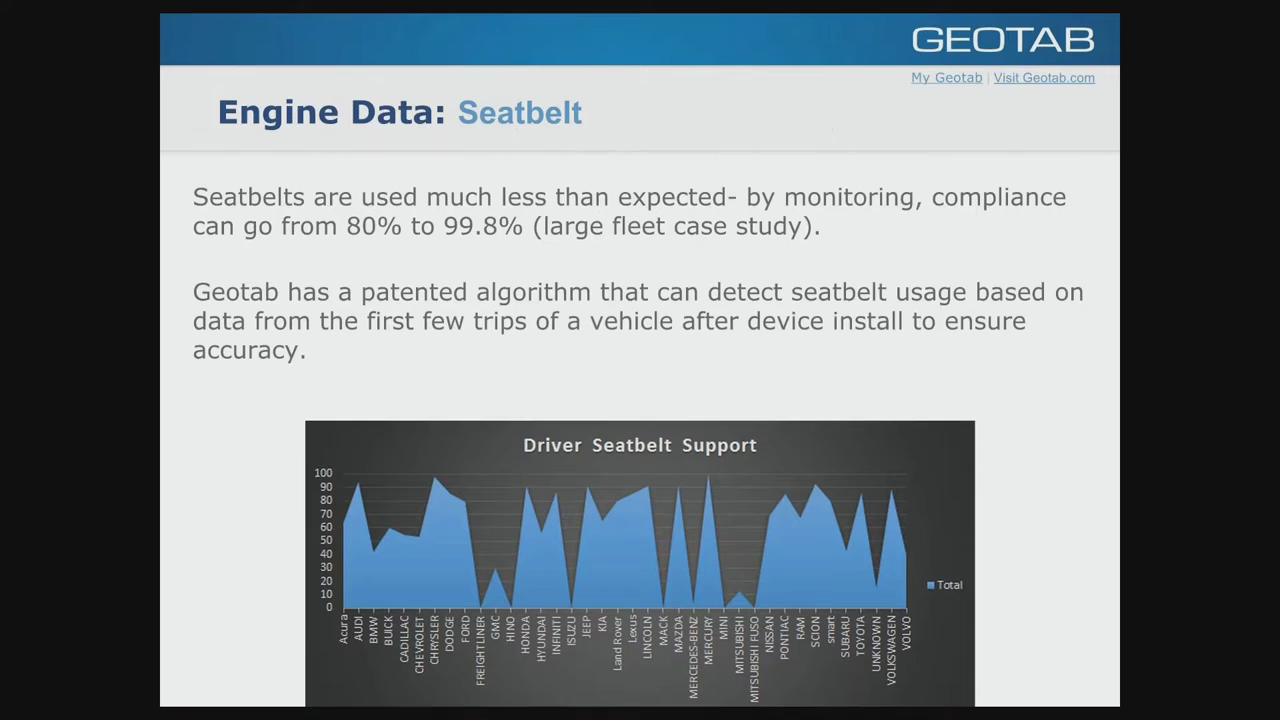 GEOTAB
My Geotab | Visit Geotab.com
Engine Data: Seatbelt
Seatbelts are used much less than expected- by monitoring, compliance
can go from 80% to 99.8% (large fleet case study).
Geotab has a patented algorithm that can detect seatbelt usage based on
data from the first few trips of a vehicle after device install to ensure
accuracy.
Driver Seatbelt Support
100
90
80
70
60
50
40
30
20
10
0
Total
Acura
AUDI
BMW
BUICK
CADILLAC
CHEVROLET
CHRYSLER
DODGE
FORD
FREIGHTLINER
GMC
HINO
HONDA
HYUNDAI
INFINITI
ISUZU
JEEP
KIA
Land Rover
Lexus
LINCOLN
MACK
MAZDA
MERCEDES-BENZ
MERCURY
MINI
MITSUBISHI
MITSUBISHI FUSO
NISSAN
PONTIAC
RAM
SCION
smart
SUBARU
TOYOTA
UNKNOWN
VOLKSWAGEN
VOLVO